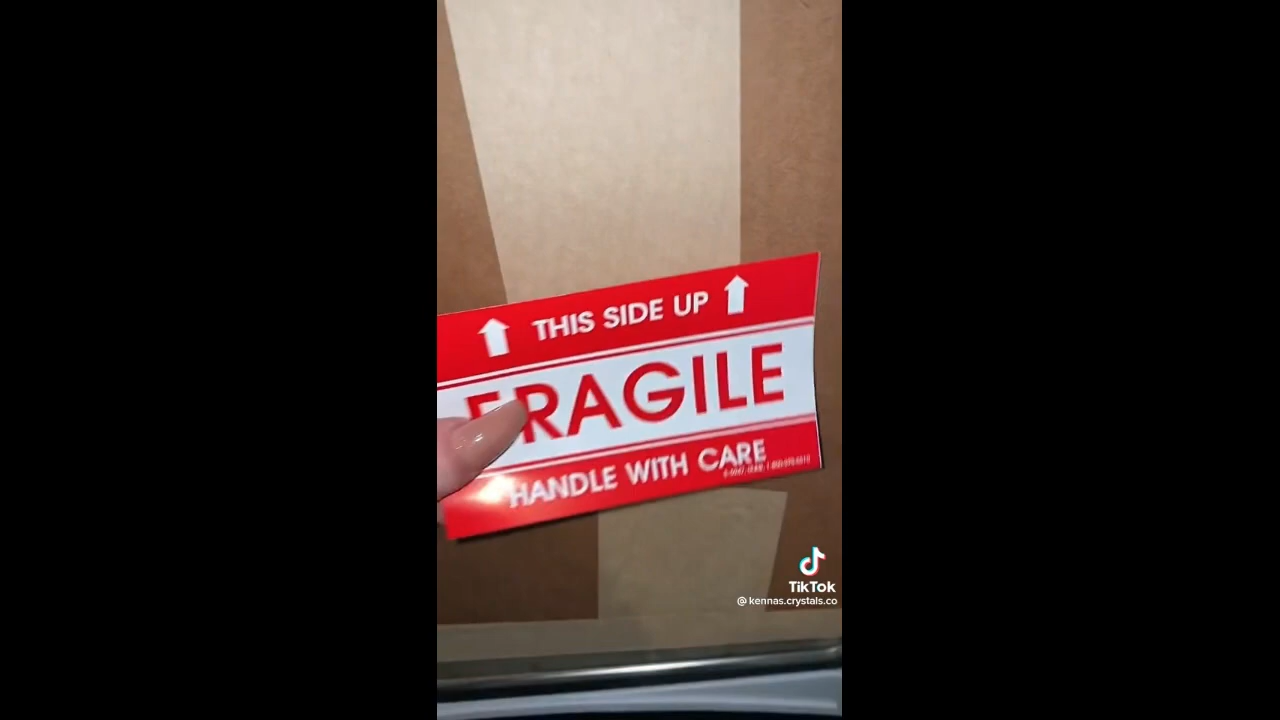 THIS SIDE UP
FRAGILE
HANDLE WITH CARE
TikTok
@kennas.crystals.co